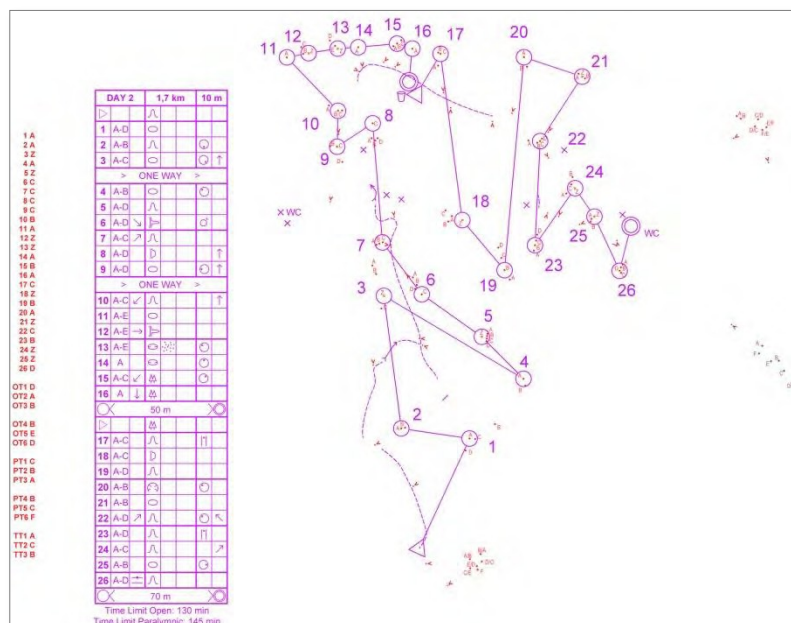 DAY 2 1,7 km 10 m
1 A-D
2 A-B
3 A-C
> ONE WAY >
4 A-B
5 A-D
6 A-D
7 A-C
8 A-D
9 A-D
> ONE WAY >
10 A-C
11 A-E
12 A-E
13 A-E
14 A
15 A-C
16 A
50 m
17 A-C
18 A-C
19 A-D
20 A-B
21 A-B
22 A-D
23 A-D
24 A-C
25 A-B
26 A-D
70 m
Time Limit Open: 130 min
Time Limit Paralympic: 145 min
1 A
2 A
3 Z
4 A
5 Z
6 C
7 C
8 C
9 C
10 B
11 A
12 Z
13 Z
14 A
15 B
16 A
17 C
18 Z
19 B
20 A
21 Z
22 C
23 B
24 Z
25 Z
26 D
OT1 D
OT2 A
OT3 B
OT4 B
OT5 E
OT6 D
PT1 C
PT2 B
PT3 A
PT4 B
PT5 C
PT6 F
TT1 A
TT2 C
TT3 B
11
12
13
14
15
16
17
20
21
10
8
9
22
24
WC
18
7
25
WC
23
19
26
3
6
5
4
2
1